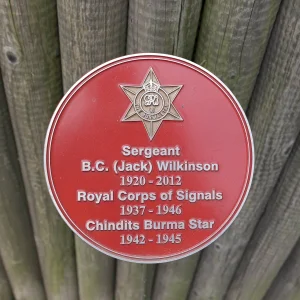 Sergeant
B.C. (Jack) Wilkinson
1920 - 2012
Royal Corps of Signals
1937 - 1946
Chindits Burma Star
1942 - 1945